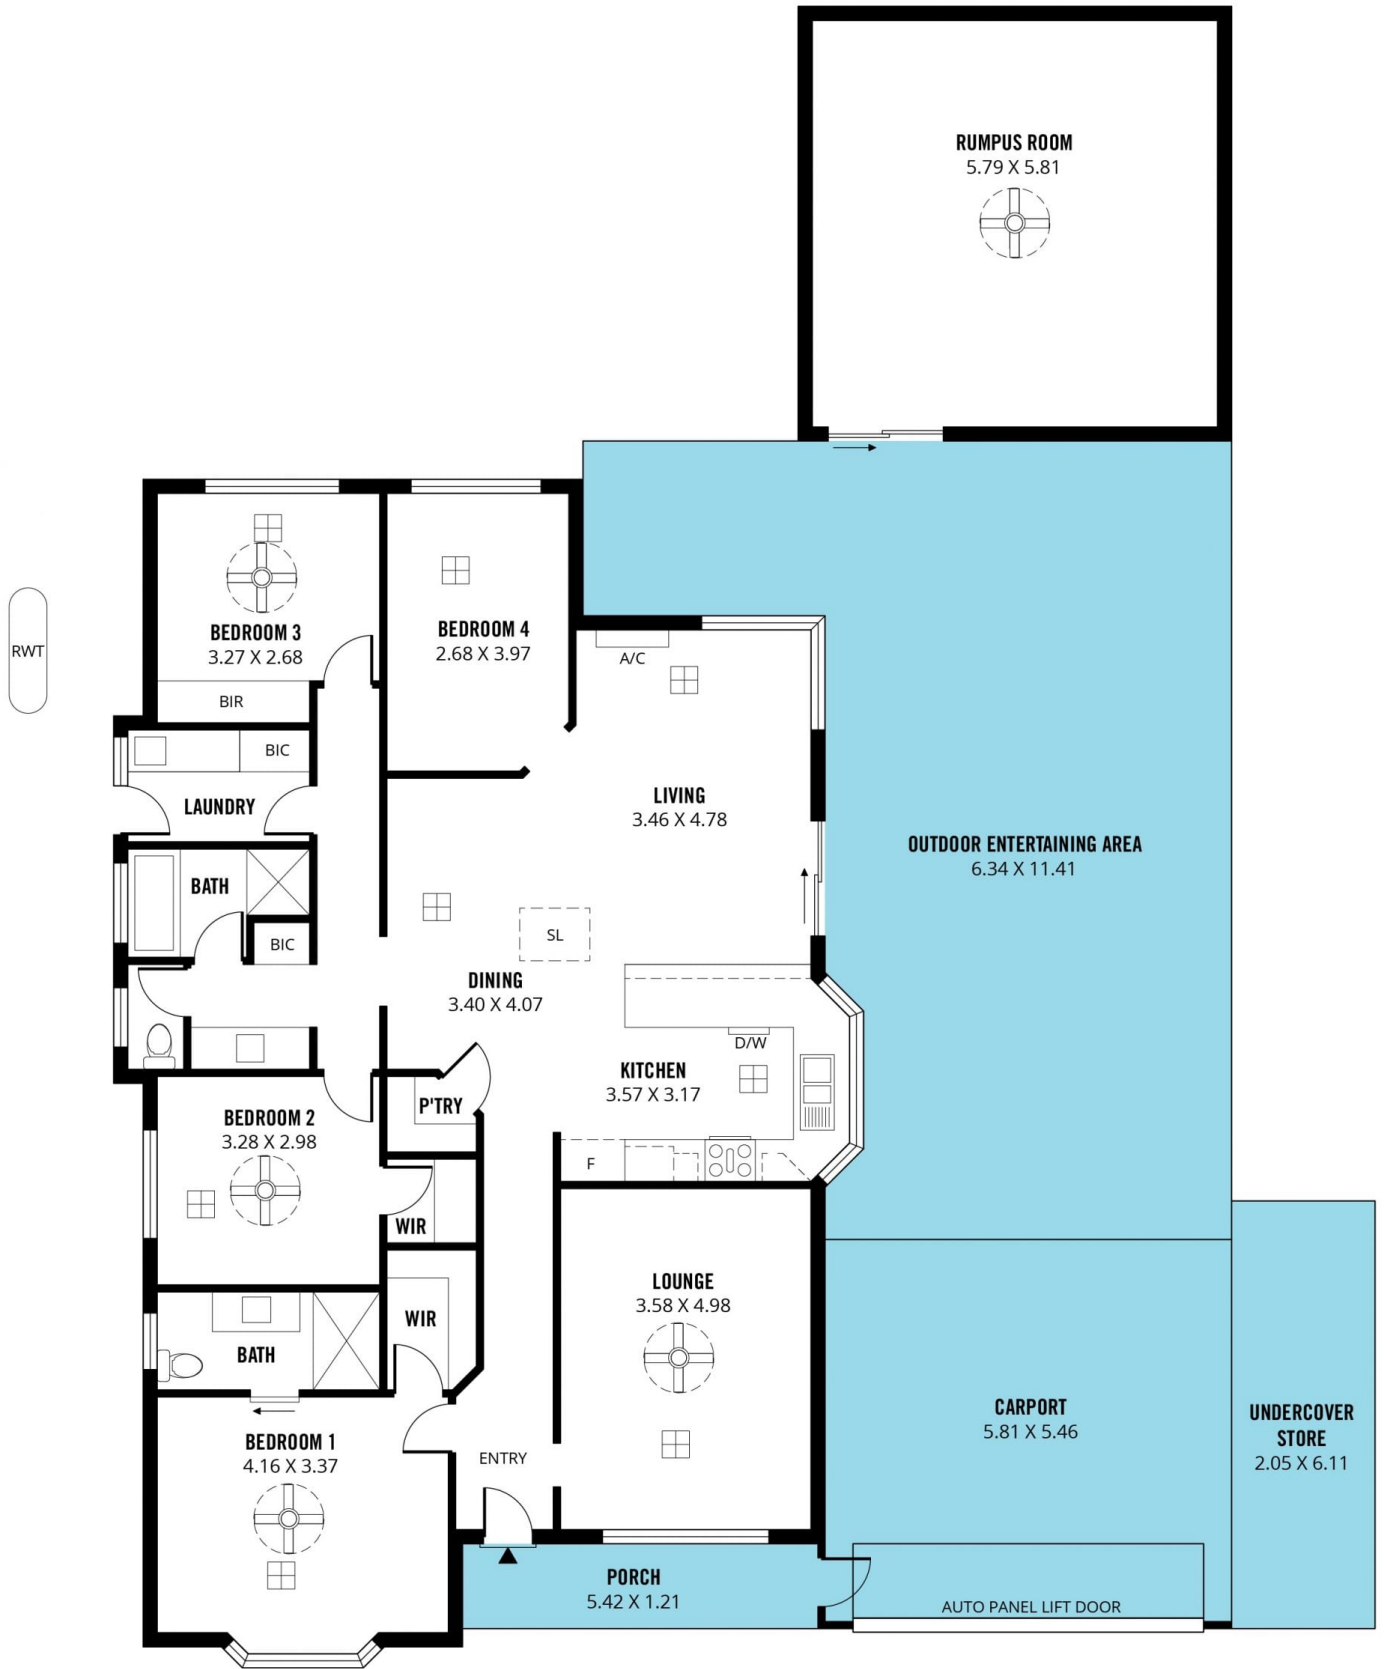 RUMPUS ROOM
5.79 X 5.81
BEDROOM 3
3.27 X 2.68
BEDROOM 4
2.68 X 3.97
RWT
A/C
BIR
BIC
LAUNDRY
LIVING
3.46 X 4.78
OUTDOOR ENTERTAINING AREA
6.34 X 11.41
BATH
SL
BIC
DINING
3.40 X 4.07
D/W
KITCHEN
3.57 X 3.17
P'TRY
BEDROOM 2
3.28 X 2.98
F
WIR
LOUNGE
3.58 X 4.98
WIR
BATH
CARPORT
5.81 X 5.46
UNDERCOVER
STORE
2.05 X 6.11
BEDROOM 1
4.16 X 3.37
ENTRY
PORCH
5.42 X 1.21
AUTO PANEL LIFT DOOR